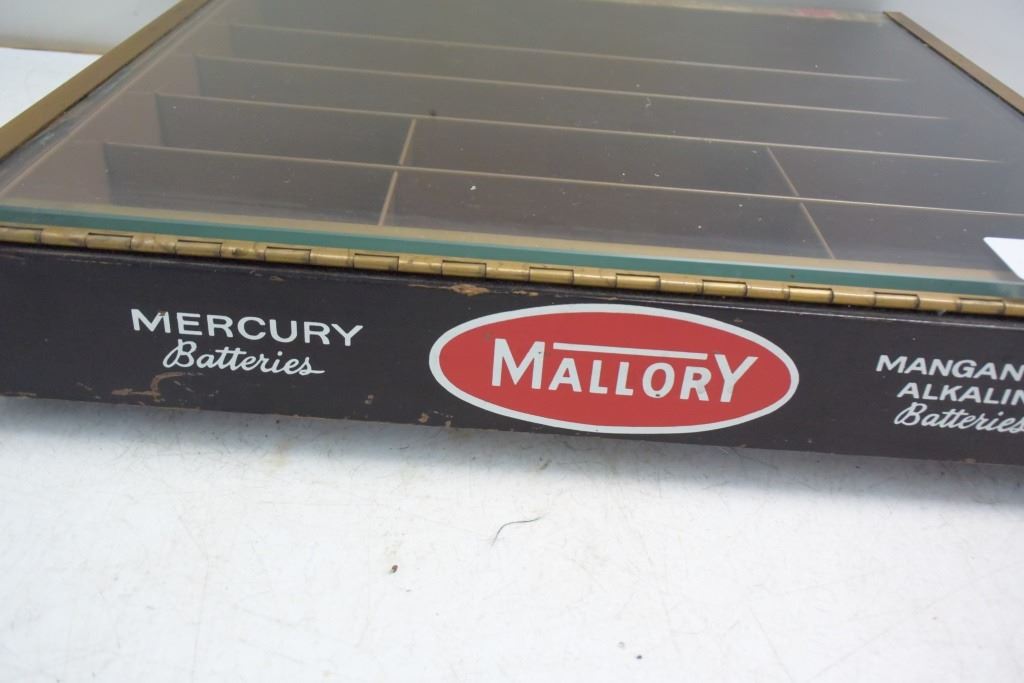 MERCURY
Batteries
MALLORY
MANGAN
ALKALIN
Batteries